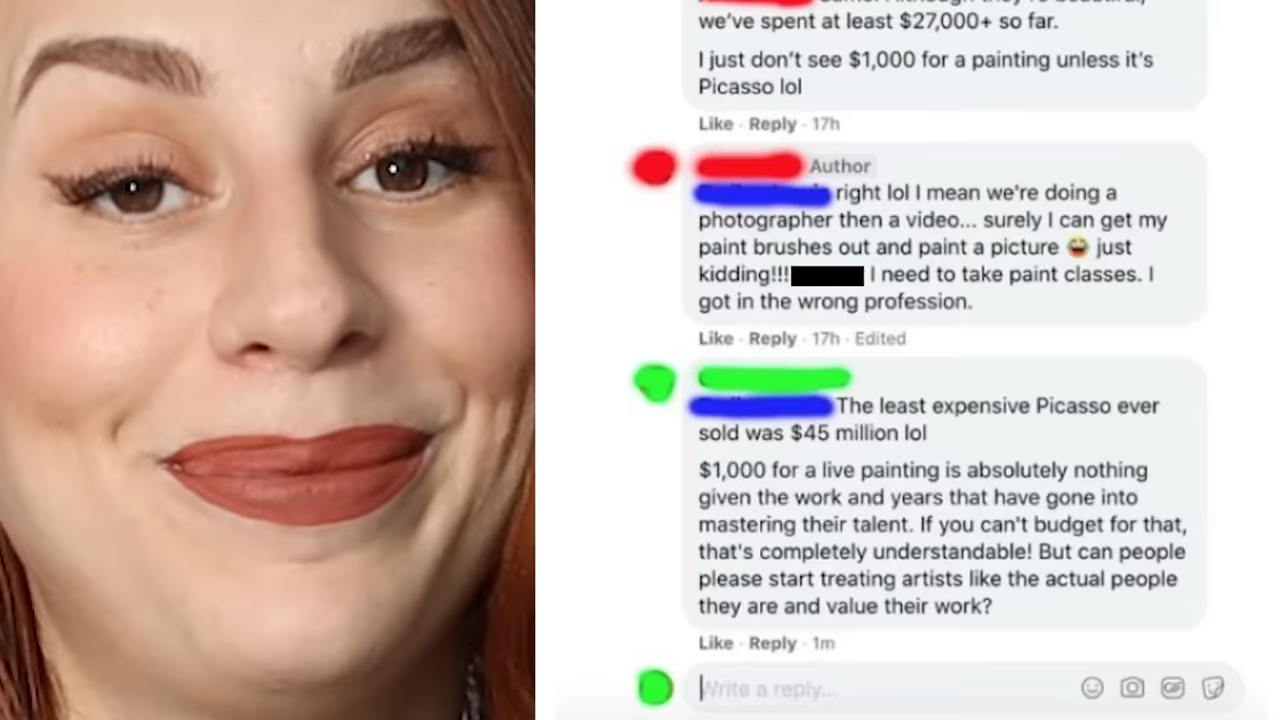 we've spent at least $27,000+ so far.
I just don't see $1,000 for a painting unless it's
Picasso lol
Like · Reply · 17h
Author
right lol I mean we're doing a
photographer then a video... surely I can get my
paint brushes out and paint a picture 😂 just
kidding!!! I need to take paint classes. I
got in the wrong profession.
Like · Reply · 17h · Edited
The least expensive Picasso ever
sold was $45 million lol
$1,000 for a live painting is absolutely nothing
given the work and years that have gone into
mastering their talent. If you can't budget for that,
that's completely understandable! But can people
please start treating artists like the actual people
they are and value their work?
Like · Reply · 1m
Write a reply...
GIF